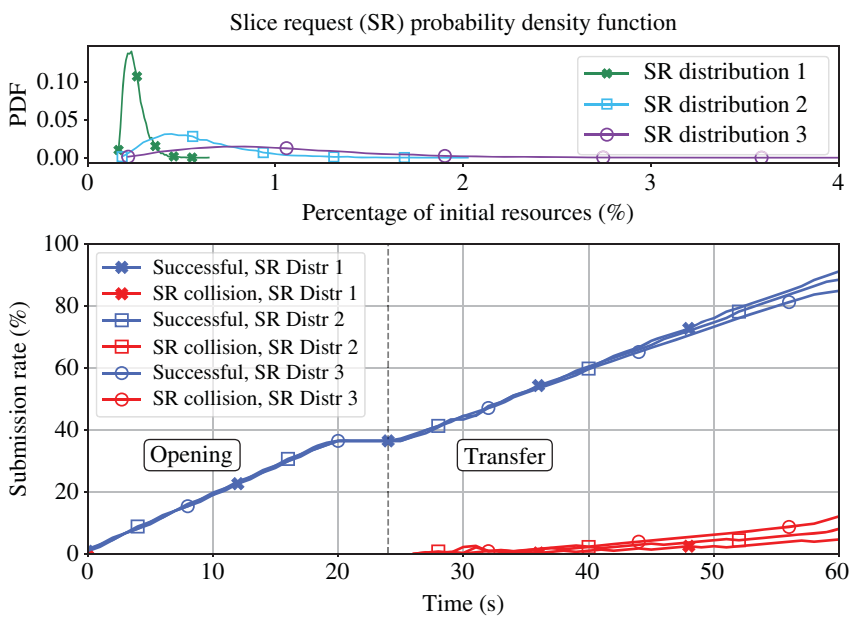 Slice request (SR) probability density function
PDF
0.10
0.05
0.00
SR distribution 1
SR distribution 2
SR distribution 3
0
1
2
3
4
Percentage of initial resources (%)
Submission rate (%)
100
80
60
40
20
0
Successful, SR Distr 1
SR collision, SR Distr 1
Successful, SR Distr 2
SR collision, SR Distr 2
Successful, SR Distr 3
SR collision, SR Distr 3
Opening
Transfer
0
10
20
30
40
50
60
Time (s)